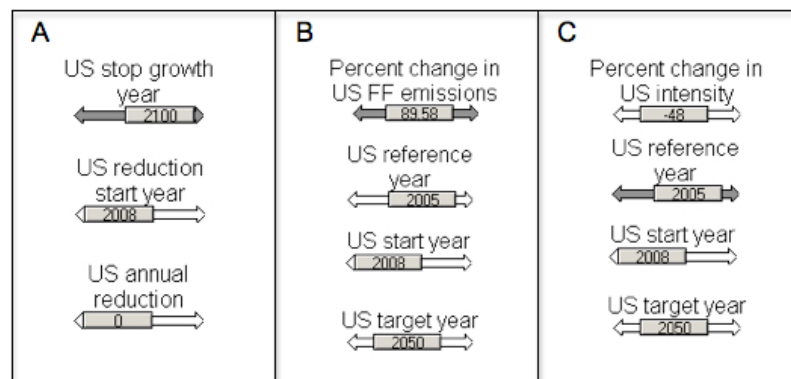 A
US stop growth
year
2100
US reduction
start year
2008
US annual
reduction
0
B
Percent change in
US FF emissions
89.58
US reference
year
2005
US start year
2008
US target year
2050
C
Percent change in
US intensity
-48
US reference
year
2005
US start year
2008
US target year
2050